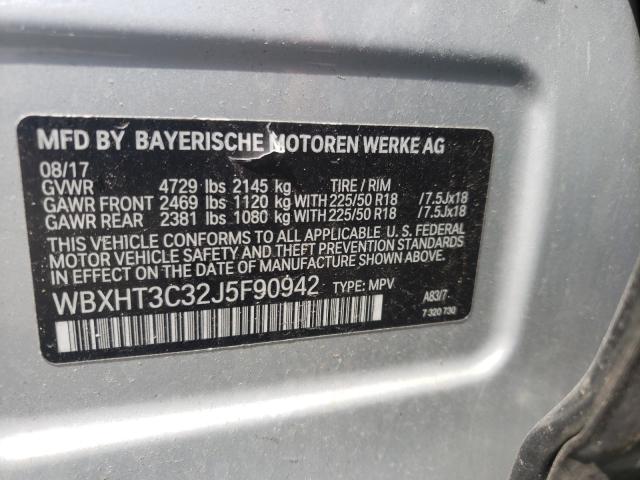 MFD BY BAYERISCHE MOTOREN WERKE AG
08/17
GVWR 4729 lbs 2145 kg TIRE / RIM
GAWR FRONT 2469 lbs 1120 kg WITH 225/50 R18 /7.5Jx18
GAWR REAR 2381 lbs 1080 kg WITH 225/50 R18 /7.5Jx18
THIS VEHICLE CONFORMS TO ALL APPLICABLE U. S. FEDERAL
MOTOR VEHICLE SAFETY AND THEFT PREVENTION STANDARDS
IN EFFECT ON THE DATE OF MANUFACTURE SHOWN ABOVE.
WBXHT3C32J5F90942 TYPE: MPV
A83/7
7 320 730